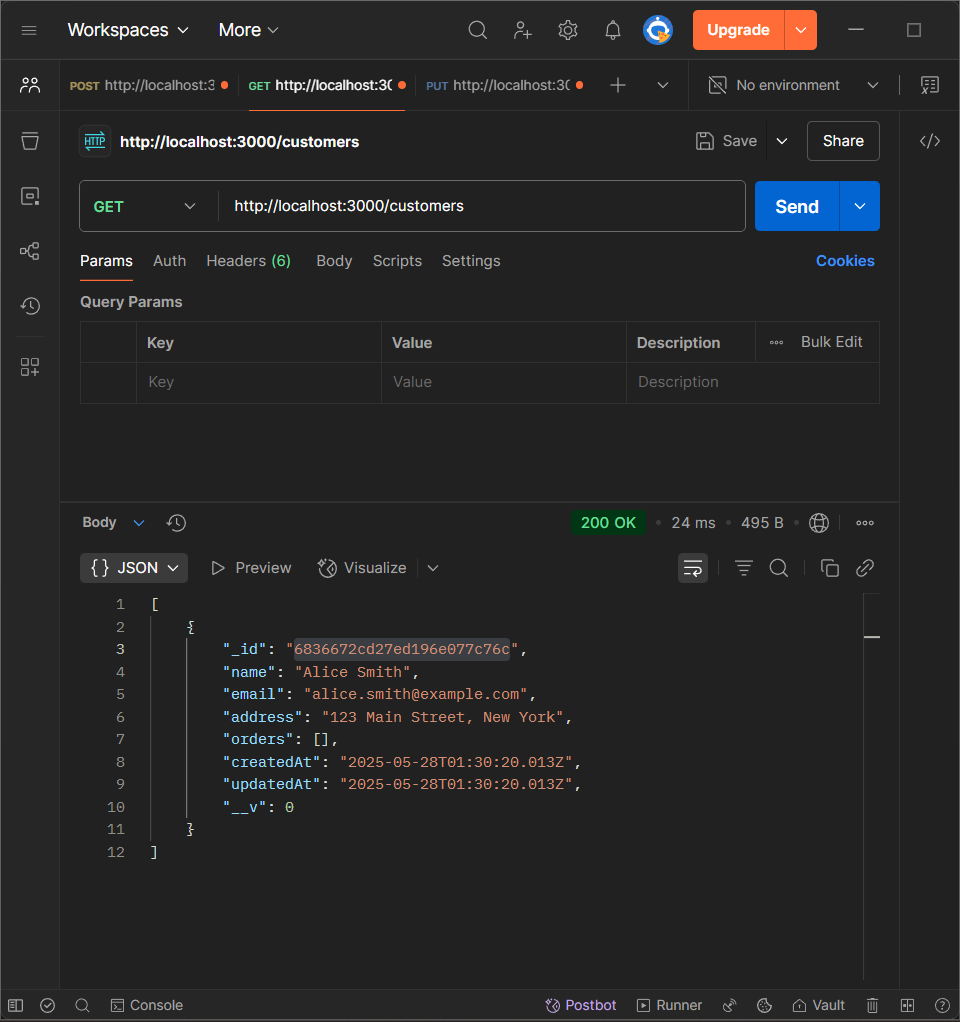 Workspaces More Upgrade
POST http://localhost:3 GET http://localhost:30 PUT http://localhost:30 No environment
HTTP http://localhost:3000/customers Save Share
GET http://localhost:3000/customers Send
Params Auth Headers (6) Body Scripts Settings Cookies
Query Params
Key Value Description Bulk Edit
Key Value Description
Body 200 OK 24 ms 495 B
{} JSON Preview Visualize
1 [
2 {
3 "_id": "6836672cd27ed196e077c76c",
4 "name": "Alice Smith",
5 "email": "alice.smith@example.com",
6 "address": "123 Main Street, New York",
7 "orders": [],
8 "createdAt": "2025-05-28T01:30:20.013Z",
9 "updatedAt": "2025-05-28T01:30:20.013Z",
10 "__v": 0
11 }
12 ]
Console Postbot Runner Vault